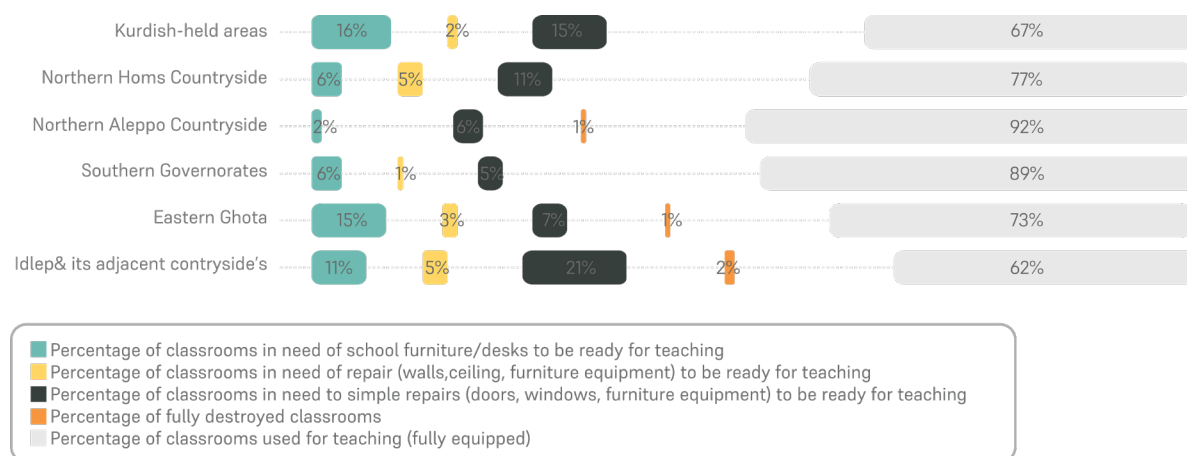 Kurdish-held areas 16% 2% 15% 67%
Northern Homs Countryside 6% 5% 11% 77%
Northern Aleppo Countryside 2% 6% 1% 92%
Southern Governorates 6% 1% 5% 89%
Eastern Ghota 15% 3% 7% 1% 73%
Idlep& its adjacent contryside's 11% 5% 21% 2% 62%
Percentage of classrooms in need of school furniture/desks to be ready for teaching
Percentage of classrooms in need of repair (walls,ceiling, furniture equipment) to be ready for teaching
Percentage of classrooms in need to simple repairs (doors, windows, furniture equipment) to be ready for teaching
Percentage of fully destroyed classrooms
Percentage of classrooms used for teaching (fully equipped)